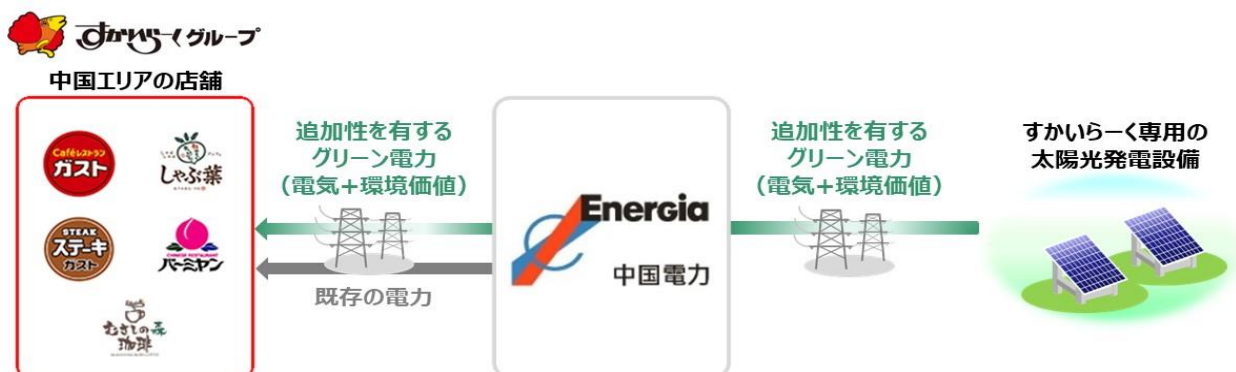 すかいらーくグループ
中国エリアの店舗
Caféレストラン
ガスト
しゃぶ葉
STEAK
ステーキ
ガスト
CHINESE RESTAURANT
バーミヤン
むさしの森
珈琲
追加性を有する
グリーン電力
（電気＋環境価値）
既存の電力
Energia
中国電力
追加性を有する
グリーン電力
（電気＋環境価値）
すかいらーく専用の
太陽光発電設備